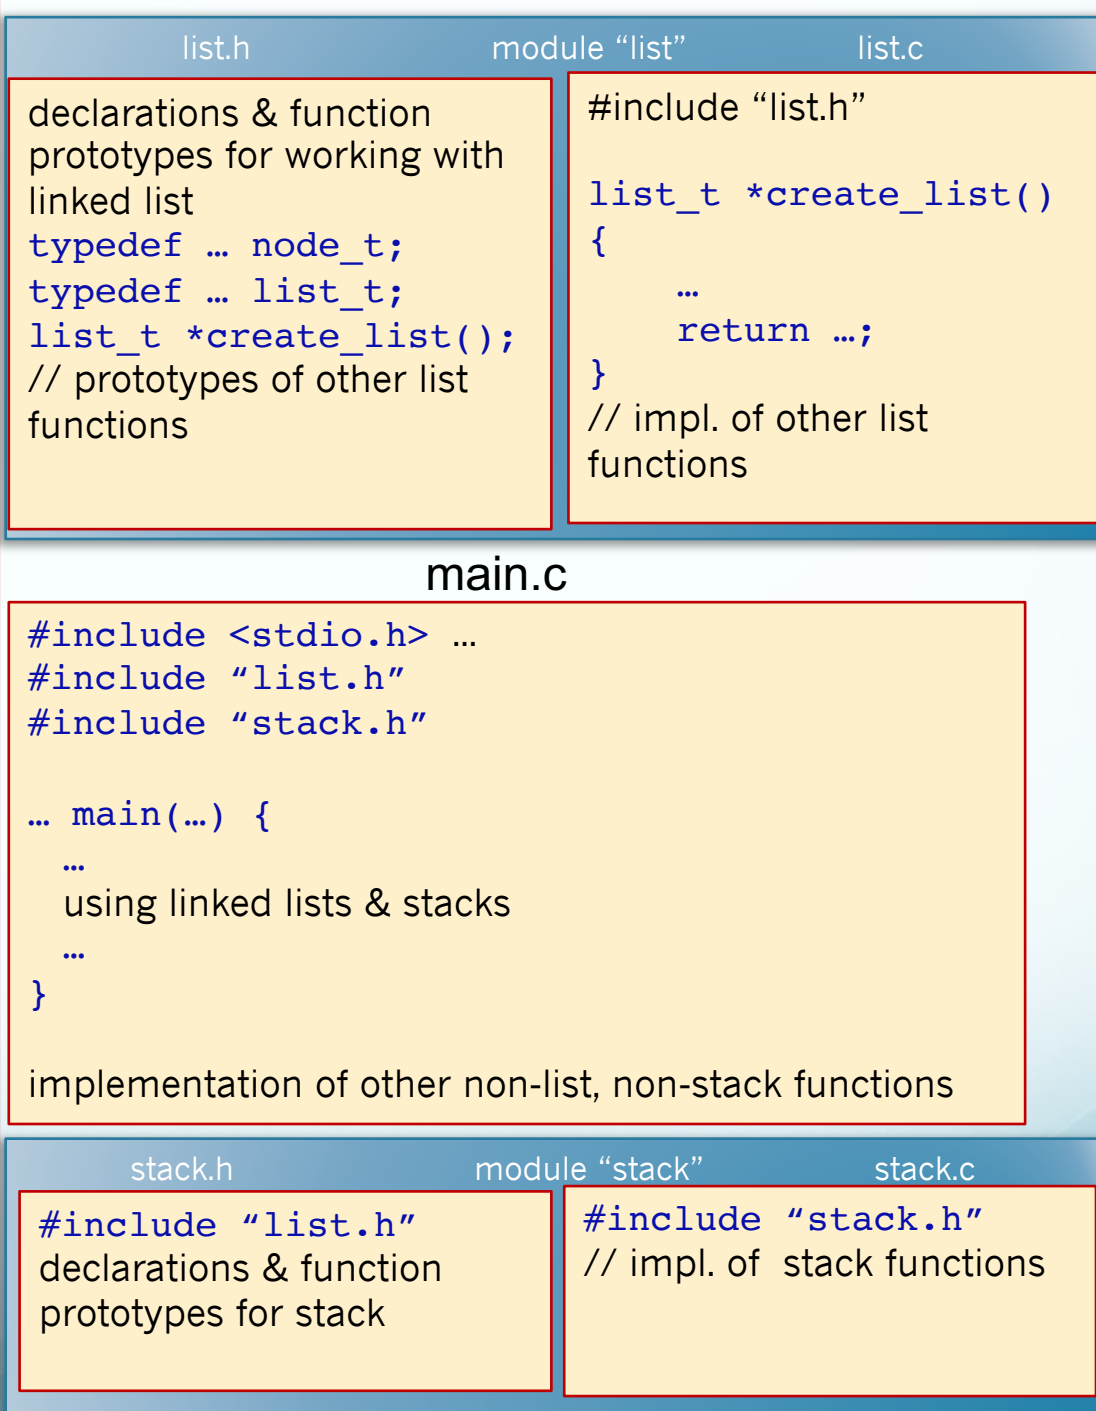 list.h module “list” list.c
declarations & function
prototypes for working with
linked list
typedef … node_t;
typedef … list_t;
list_t *create_list();
// prototypes of other list
functions
#include “list.h”
list_t *create_list()
{
…
return …;
}
// impl. of other list
functions
main.c
#include <stdio.h> …
#include “list.h”
#include “stack.h”
… main(…) {
…
using linked lists & stacks
…
}
implementation of other non-list, non-stack functions
stack.h module “stack” stack.c
#include “list.h”
declarations & function
prototypes for stack
#include “stack.h”
// impl. of  stack functions